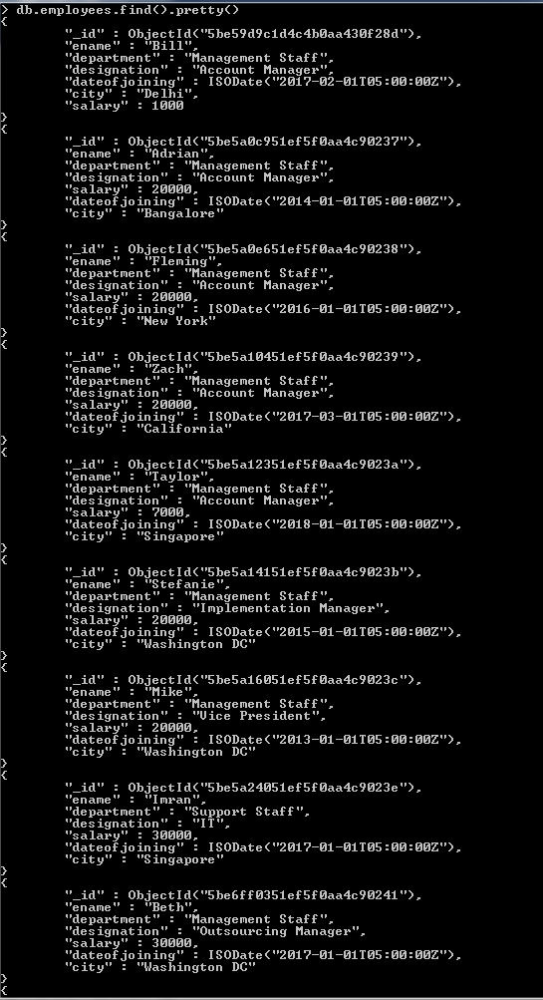 > db.employees.find().pretty()
{
"_id" : ObjectId("5be59d9c1d4c4b0aa430f28d"),
"ename" : "Bill",
"department" : "Management Staff",
"designation" : "Account Manager",
"dateofjoining" : ISODate("2017-02-01T05:00:00Z"),
"city" : "Delhi",
"salary" : 1000
}
{
"_id" : ObjectId("5be5a0c951ef5f0aa4c90237"),
"ename" : "Adrian",
"department" : "Management Staff",
"designation" : "Account Manager",
"salary" : 20000,
"dateofjoining" : ISODate("2014-01-01T05:00:00Z"),
"city" : "Bangalore"
}
{
"_id" : ObjectId("5be5a0e651ef5f0aa4c90238"),
"ename" : "Fleming",
"department" : "Management Staff",
"designation" : "Account Manager",
"salary" : 20000,
"dateofjoining" : ISODate("2016-01-01T05:00:00Z"),
"city" : "New York"
}
{
"_id" : ObjectId("5be5a10451ef5f0aa4c90239"),
"ename" : "Zach",
"department" : "Management Staff",
"designation" : "Account Manager",
"salary" : 20000,
"dateofjoining" : ISODate("2017-03-01T05:00:00Z"),
"city" : "California"
}
{
"_id" : ObjectId("5be5a12351ef5f0aa4c9023a"),
"ename" : "Taylor",
"department" : "Management Staff",
"designation" : "Account Manager",
"salary" : 7000,
"dateofjoining" : ISODate("2018-01-01T05:00:00Z"),
"city" : "Singapore"
}
{
"_id" : ObjectId("5be5a14151ef5f0aa4c9023b"),
"ename" : "Stefanie",
"department" : "Management Staff",
"designation" : "Implementation Manager",
"salary" : 20000,
"dateofjoining" : ISODate("2015-01-01T05:00:00Z"),
"city" : "Washington DC"
}
{
"_id" : ObjectId("5be5a16051ef5f0aa4c9023c"),
"ename" : "Mike",
"department" : "Management Staff",
"designation" : "Vice President",
"salary" : 20000,
"dateofjoining" : ISODate("2013-01-01T05:00:00Z"),
"city" : "Washington DC"
}
{
"_id" : ObjectId("5be5a24051ef5f0aa4c9023e"),
"ename" : "Imran",
"department" : "Support Staff",
"designation" : "IT",
"salary" : 30000,
"dateofjoining" : ISODate("2017-01-01T05:00:00Z"),
"city" : "Singapore"
}
{
"_id" : ObjectId("5be6ff0351ef5f0aa4c90241"),
"ename" : "Beth",
"department" : "Management Staff",
"designation" : "Outsourcing Manager",
"salary" : 30000,
"dateofjoining" : ISODate("2017-01-01T05:00:00Z"),
"city" : "Washington DC"
}
{